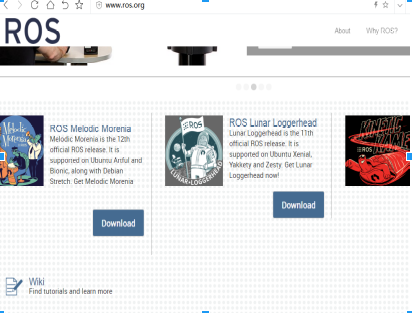 www.ros.org
ROS
About
Why ROS?
ROS Melodic Morenia
Melodic Morenia is the 12th
official ROS release. It is
supported on Ubuntu Artful and
Bionic, along with Debian
Stretch. Get Melodic Morenia
Download
ROS Lunar Loggerhead
Lunar Loggerhead is the 11th
official ROS release. It is
supported on Ubuntu Xenial,
Yakkety and Zesty. Get Lunar
Loggerhead now!
Download
Melodic
Morenia
ROS
LUNAR LOGGERHEAD
KINETIC
KAME
ROS
Wiki
Find tutorials and learn more